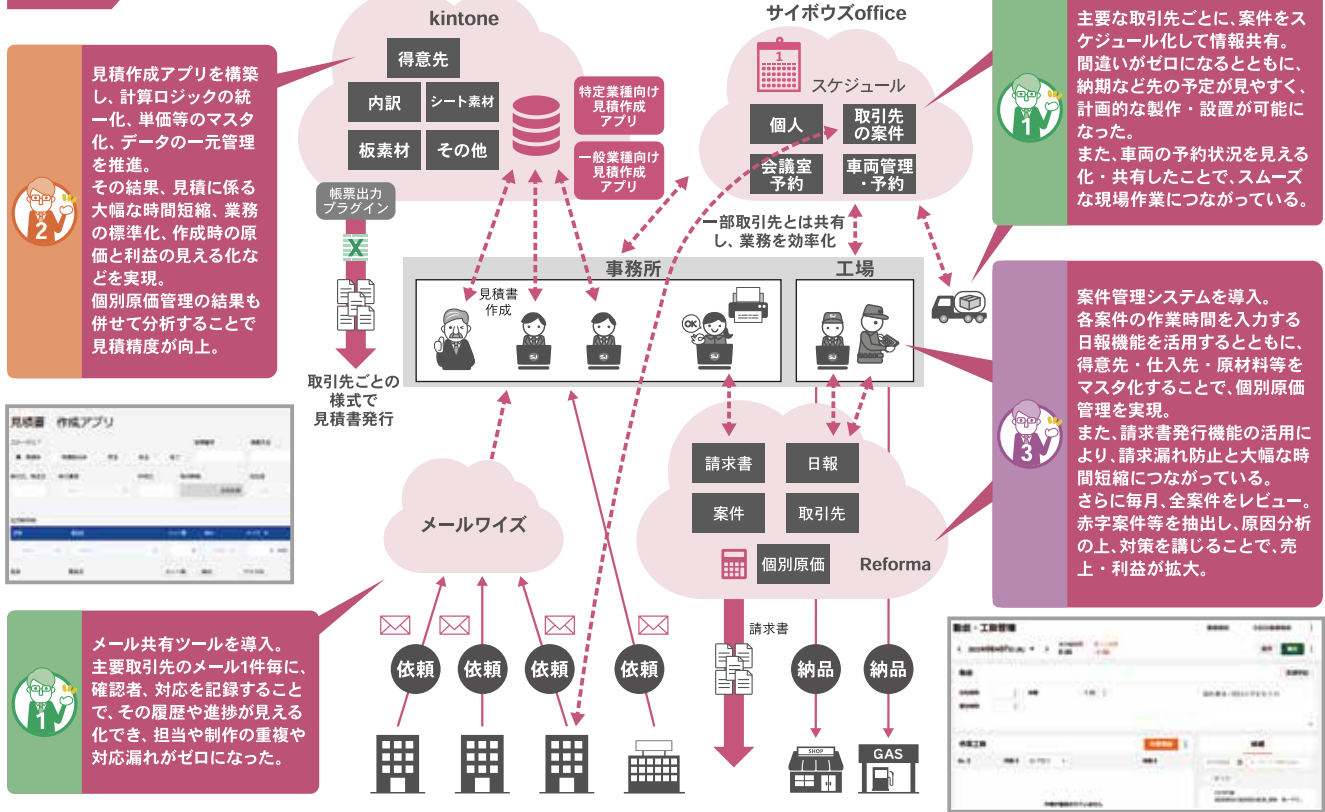 kintone
得意先
内訳
シート素材
板素材
その他
特定業種向け
見積作成
アプリ
一般業種向け
見積作成
アプリ
帳票出力
プラグイン
X
取引先ごとの
様式で
見積書発行
サイボウズoffice
1
スケジュール
個人
取引先
の案件
会議室
予約
車両管理
・予約
一部取引先とは共有
し、業務を効率化
見積作成アプリを構築
し、計算ロジックの統
一化、単価等のマスタ
化、データの一元管理
を推進。
その結果、見積に係る
大幅な時間短縮、業務
の標準化、作成時の原
価と利益の見える化な
どを実現。
個別原価管理の結果も
併せて分析することで
見積精度が向上。
2
主要な取引先ごとに、案件をス
ケジュール化して情報共有。
間違いがゼロになるとともに、
納期など先の予定が見やすく、
計画的な製作・設置が可能に
なった。
また、車両の予約状況を見える
化・共有したことで、スムーズ
な現場作業につながっている。
1
事務所
工場
見積書
作成
OK
SJ
SJ
SJ
SJ
案件管理システムを導入。
各案件の作業時間を入力する
日報機能を活用するとともに、
得意先・仕入先・原材料等を
マスタ化することで、個別原価
管理を実現。
また、請求書発行機能の活用に
より、請求漏れ防止と大幅な時
間短縮につながっている。
さらに毎月、全案件をレビュー。
赤字案件等を抽出し、原因分析
の上、対策を講じることで、売
上・利益が拡大。
3
見積書 作成アプリ
メールワイズ
請求書
日報
案件
取引先
個別原価
Reforma
請求書
メール共有ツールを導入。
主要取引先のメール1件毎に、
確認者、対応を記録すること
で、その履歴や進捗が見える
化でき、担当や制作の重複や
対応漏れがゼロになった。
1
依頼
依頼
依頼
依頼
納品
納品
SHOP
GAS
勤怠・工数管理